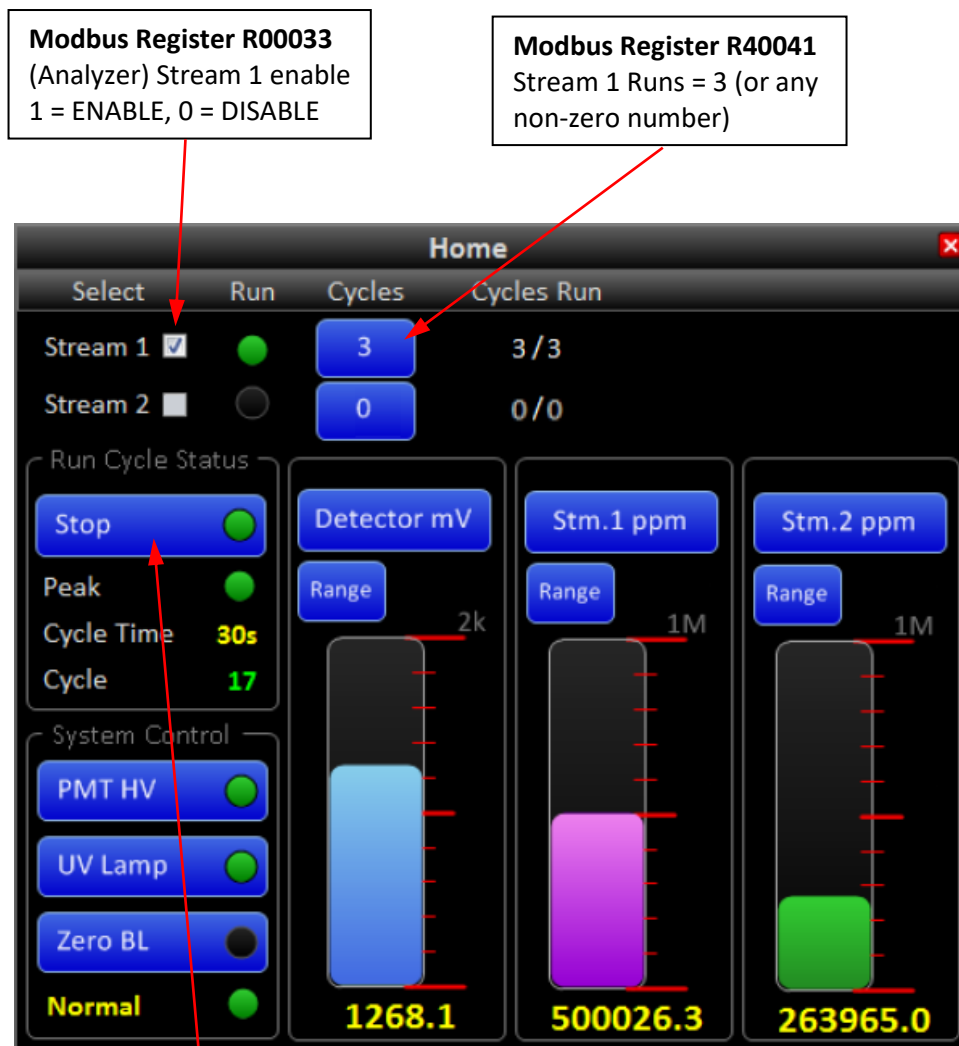 Modbus Register R00033
(Analyzer) Stream 1 enable
1 = ENABLE, 0 = DISABLE
Modbus Register R40041
Stream 1 Runs = 3 (or any
non-zero number)
Home
Select Run Cycles Cycles Run
Stream 1 3 3/3
Stream 2 0 0/0
Run Cycle Status
Stop
Peak
Cycle Time 30s
Cycle 17
System Control
PMT HV
UV Lamp
Zero BL
Normal
Detector mV
Range
2k
1268.1
Stm.1 ppm
Range
1M
500026.3
Stm.2 ppm
Range
1M
263965.0